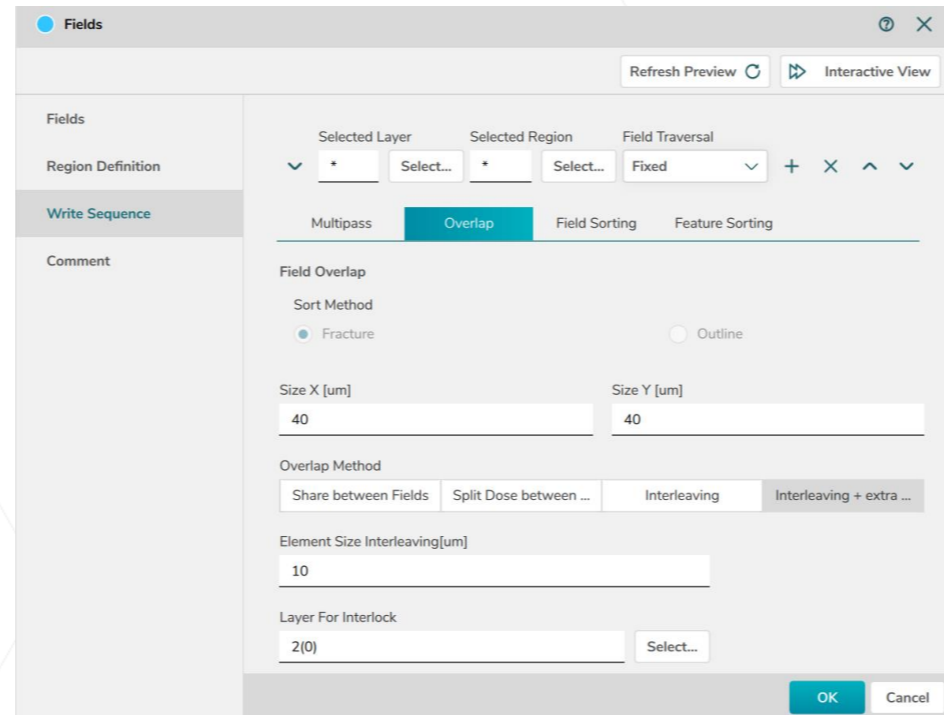 Fields
Refresh Preview Interactive View
Fields
Region Definition
Write Sequence
Comment
Selected Layer Selected Region Field Traversal
* Select... * Select... Fixed
Multipass Overlap Field Sorting Feature Sorting
Field Overlap
Sort Method
Fracture Outline
Size X [um] Size Y [um]
40 40
Overlap Method
Share between Fields Split Dose between ... Interleaving Interleaving + extra ...
Element Size Interleaving[um]
10
Layer For Interlock
2(0) Select...
OK Cancel